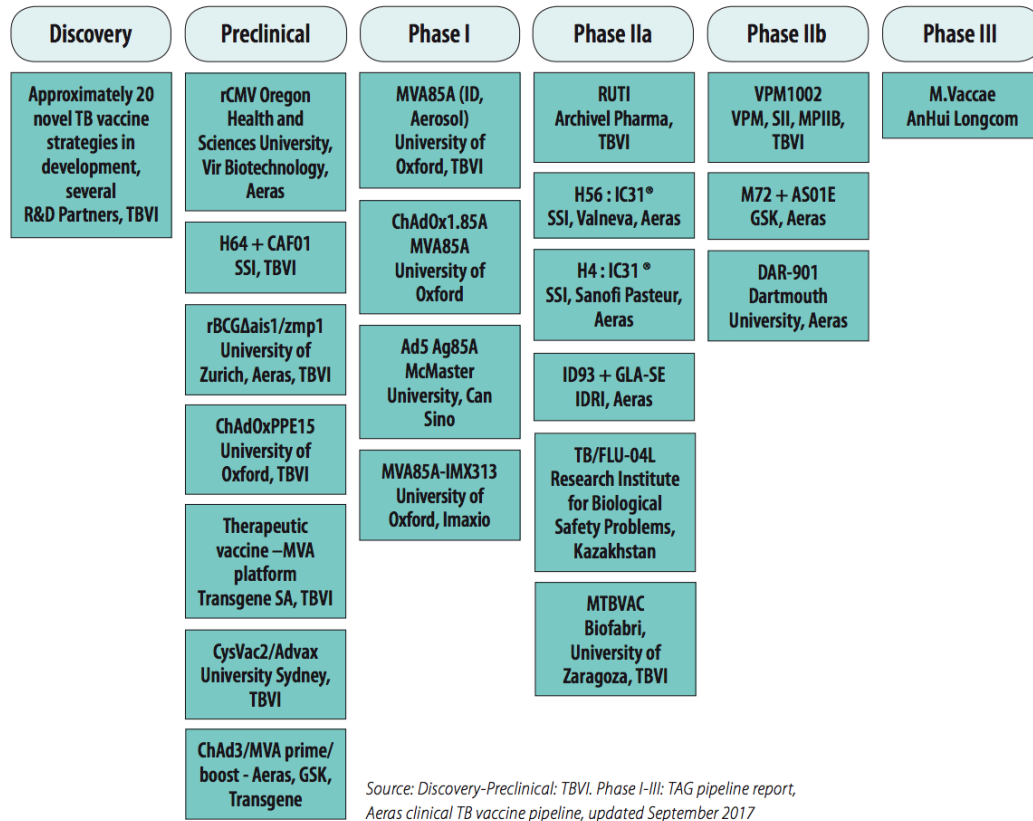 Discovery
Approximately 20
novel TB vaccine
strategies in
development,
several
R&D Partners, TBVI
Preclinical
rCMV Oregon
Health and
Sciences University,
Vir Biotechnology,
Aeras
H64 + CAF01
SSI, TBVI
rBCGΔais1/zmp1
University of
Zurich, Aeras, TBVI
ChAdOxPPE15
University of
Oxford, TBVI
Therapeutic
vaccine –MVA
platform
Transgene SA, TBVI
CysVac2/Advax
University Sydney,
TBVI
ChAd3/MVA prime/
boost - Aeras, GSK,
Transgene
Phase I
MVA85A (ID,
Aerosol)
University of
Oxford, TBVI
ChAdOx1.85A
MVA85A
University of
Oxford
Ad5 Ag85A
McMaster
University, Can
Sino
MVA85A-IMX313
University of
Oxford, Imaxio
Phase IIa
RUTI
Archivel Pharma,
TBVI
H56 : IC31®
SSI, Valneva, Aeras
H4 : IC31 ®
SSI, Sanofi Pasteur,
Aeras
ID93 + GLA-SE
IDRI, Aeras
TB/FLU-04L
Research Institute
for Biological
Safety Problems,
Kazakhstan
MTBVAC
Biofabri,
University of
Zaragoza, TBVI
Phase IIb
VPM1002
VPM, SII, MPIIB,
TBVI
M72 + AS01E
GSK, Aeras
DAR-901
Dartmouth
University, Aeras
Phase III
M.Vaccae
AnHui Longcom
Source: Discovery-Preclinical: TBVI. Phase I-III: TAG pipeline report,
Aeras clinical TB vaccine pipeline, updated September 2017